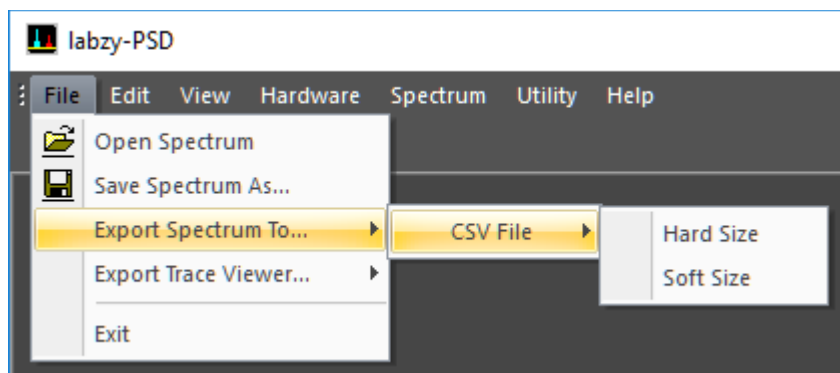 labzy-PSD
File Edit View Hardware Spectrum Utility Help
Open Spectrum
Save Spectrum As...
Export Spectrum To...
CSV File
Hard Size
Soft Size
Export Trace Viewer...
Exit